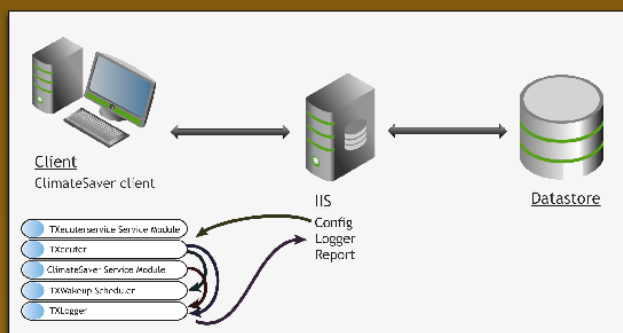 Client
ClimateSaver client
IIS
Config
Logger
Report
Datastore
TXecuterservice Service Module
TXecuter
ClimateSaver Service Module
TXWakeup Scheduler
TXLogger